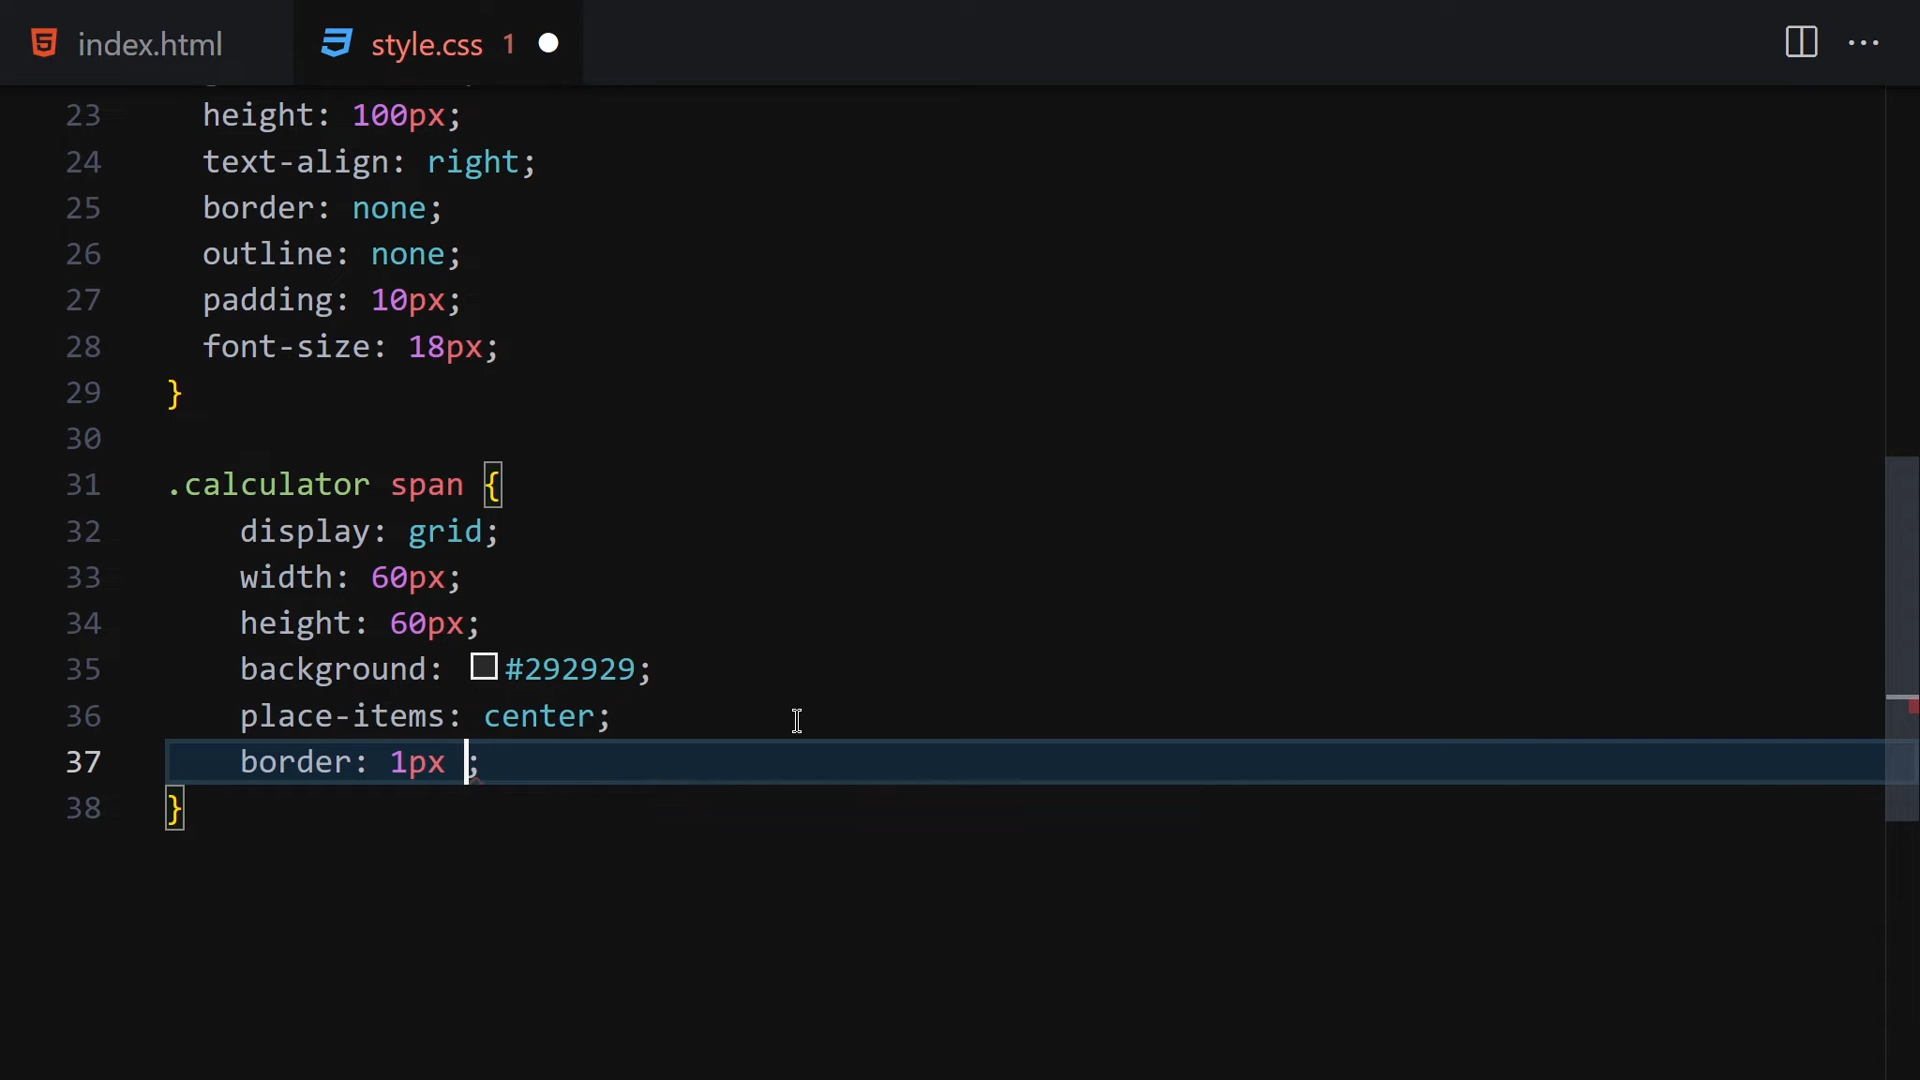 index.html
style.css 1
23 height: 100px;
24 text-align: right;
25 border: none;
26 outline: none;
27 padding: 10px;
28 font-size: 18px;
29 }
30
31 .calculator span {
32 display: grid;
33 width: 60px;
34 height: 60px;
35 background: #292929;
36 place-items: center;
37 border: 1px ;
38 }